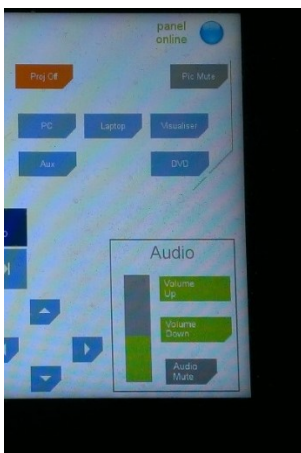 panel
online
Proj Off
Pic Mute
PC
Laptop
Visualiser
Aux
DVD
Audio
Volume
Up
Volume
Down
Audio
Mute